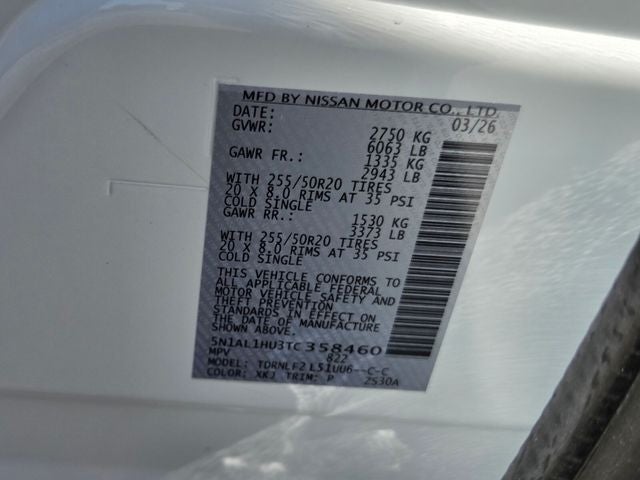 MFD BY NISSAN MOTOR CO., LTD.
DATE: 03/26
GVWR: 2750 KG
6063 LB
GAWR FR.: 1335 KG
2943 LB
WITH 255/50R20 TIRES
20 X 8.0 RIMS AT 35 PSI
COLD SINGLE
GAWR RR.: 1530 KG
3373 LB
WITH 255/50R20 TIRES
20 X 8.0 RIMS AT 35 PSI
COLD SINGLE
THIS VEHICLE CONFORMS TO
ALL APPLICABLE FEDERAL
MOTOR VEHICLE SAFETY AND
THEFT PREVENTION
STANDARDS IN EFFECT ON
THE DATE OF MANUFACTURE
SHOWN ABOVE.
5N1AL1HU3TC358460
MPV 822
MODEL: TDRNLF2L51UU6--C-C
COLOR: XKJ TRIM: P 2S30A